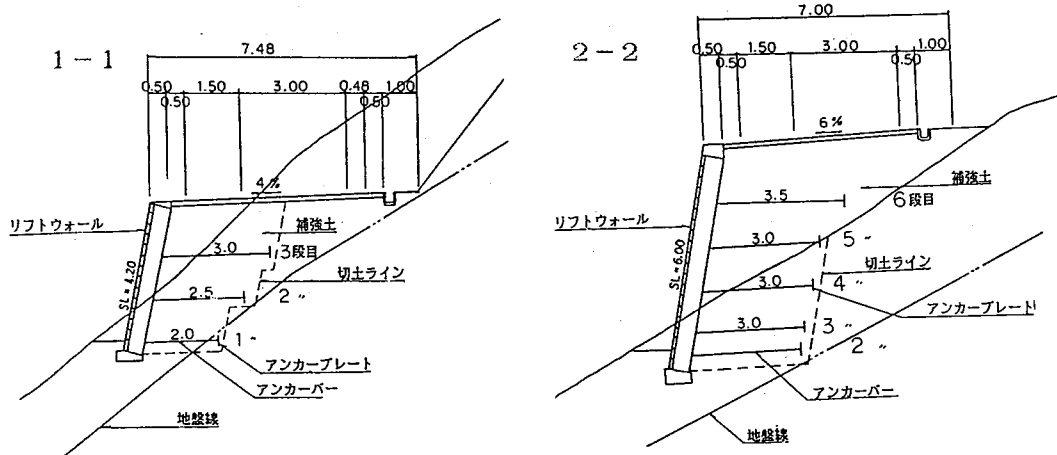 1-1
7.48
0.50
0.50
1.50
3.00
0.48
0.50
1.00
4%
リフトウォール
SL=4.20
補強土
3.0
3段目
切土ライン
2.5
2 〃
2.0
1 〃
アンカープレート
アンカーバー
地盤線
2-2
7.00
0.50
0.50
1.50
3.00
0.50
1.00
6%
補強土
3.5
6段目
リフトウォール
SL=6.00
3.0
5 〃
切土ライン
3.0
4 〃
アンカープレート
3.0
3 〃
2 〃
アンカーバー
地盤線